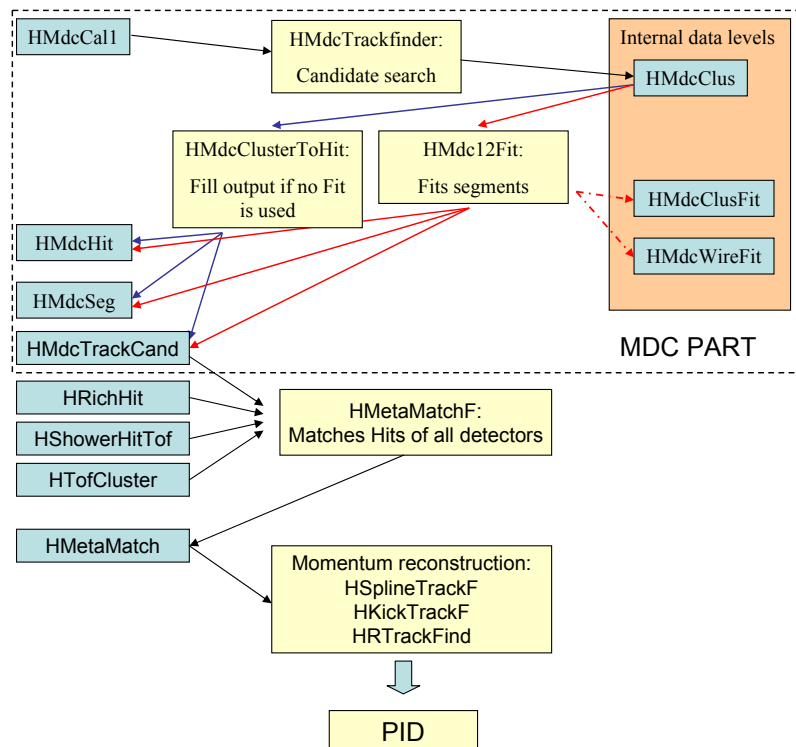 HMdcCal1
HMdcTrackfinder:
Candidate search
Internal data levels
HMdcClus
HMdcClusterToHit:
Fill output if no Fit
is used
HMdc12Fit:
Fits segments
HMdcClusFit
HMdcHit
HMdcWireFit
HMdcSeg
HMdcTrackCand
MDC PART
HRichHit
HShowerHitTof
HTofCluster
HMetaMatchF:
Matches Hits of all detectors
HMetaMatch
Momentum reconstruction:
HSplineTrackF
HKickTrackF
HRTrackFind
PID